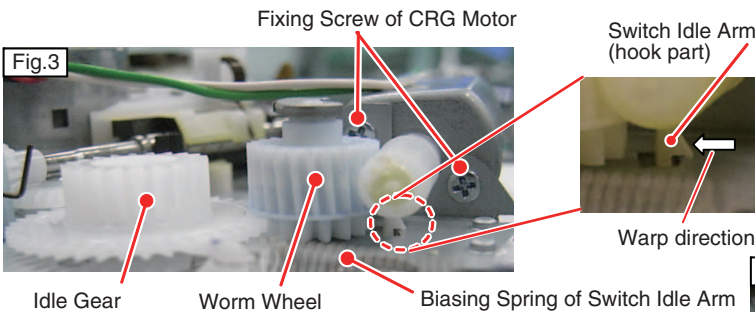 Fixing Screw of CRG Motor
Switch Idle Arm
(hook part)
Fig.3
Warp direction
Idle Gear
Worm Wheel
Biasing Spring of Switch Idle Arm